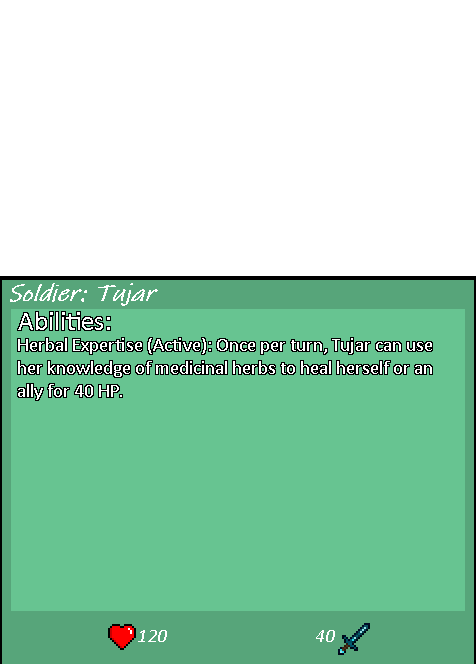 Soldier: Tujar
Abilities:
Herbal Expertise (Active): Once per turn, Tujar can use
her knowledge of medicinal herbs to heal herself or an
ally for 40 HP.
120
40